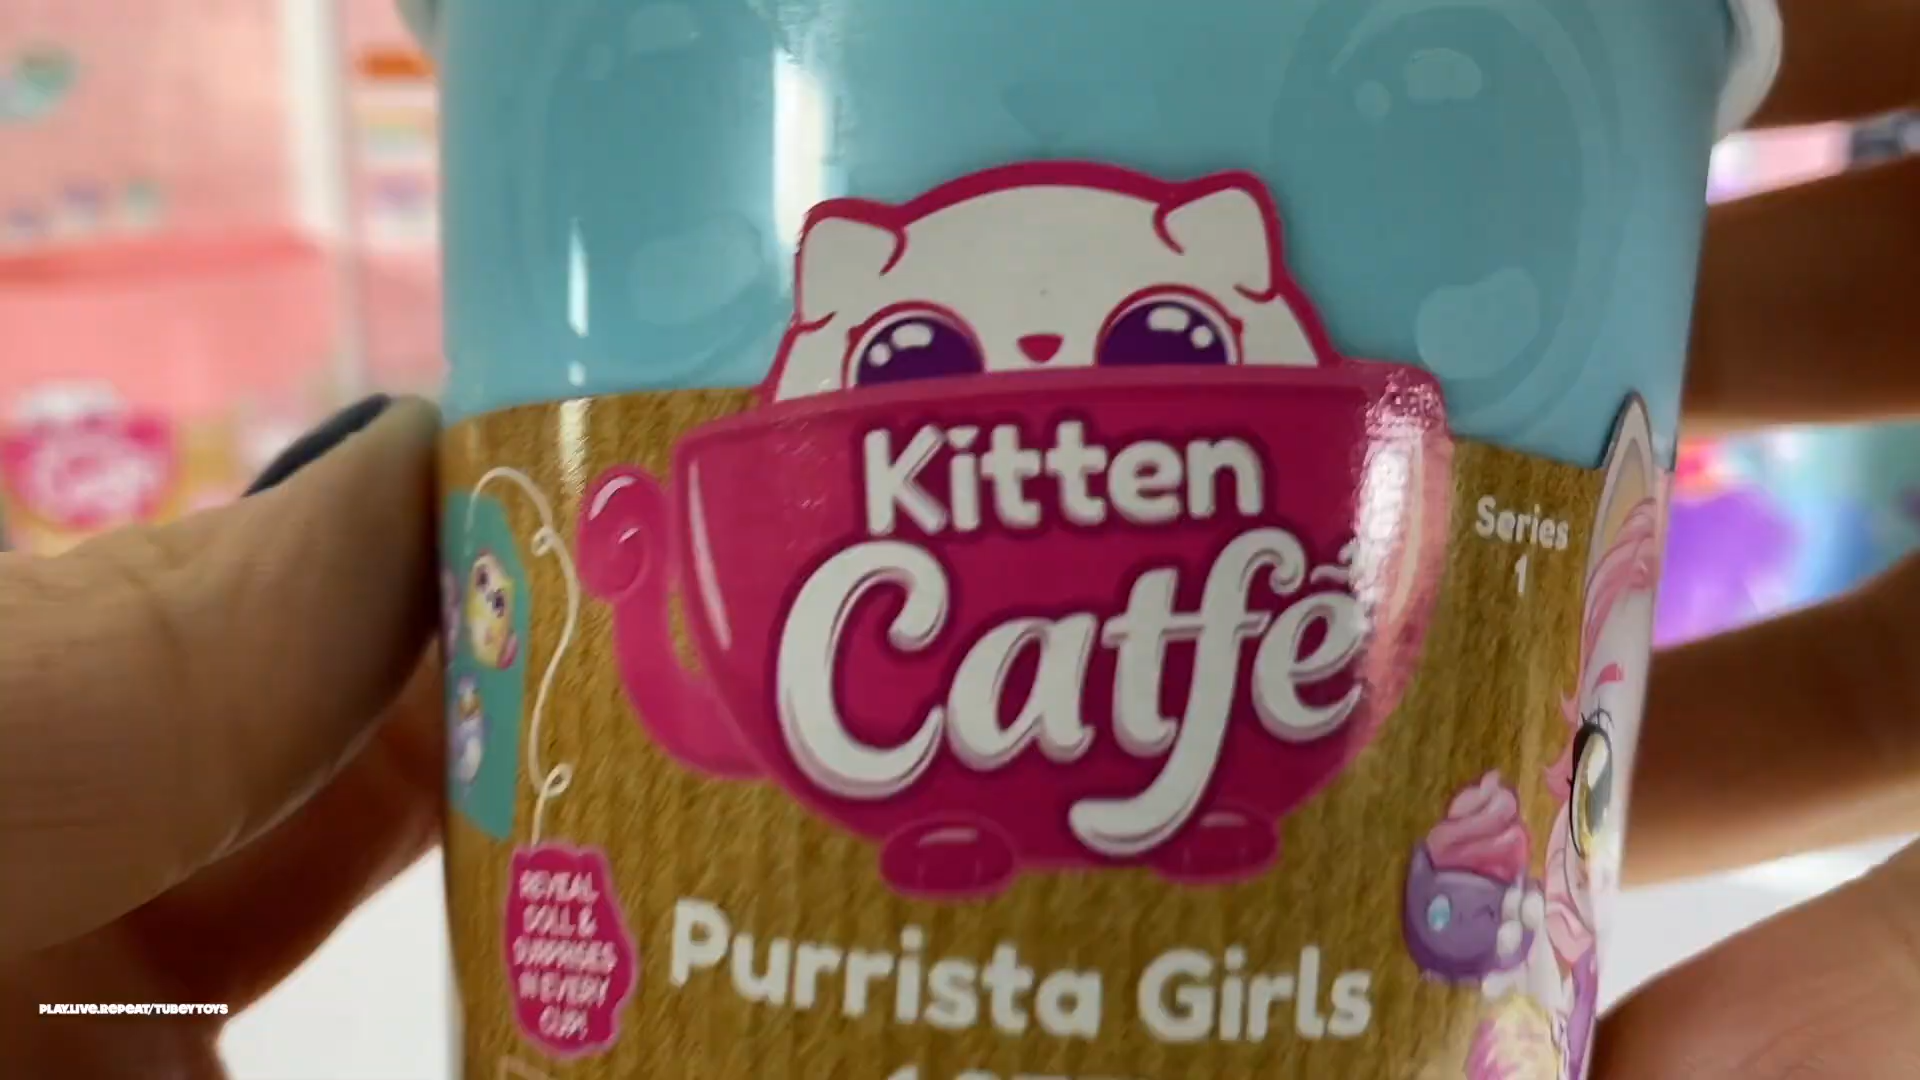 Kitten
Catfé
Series
1
REVEAL
DOLL &
SURPRISES
IN EVERY
CUP!
Purrista Girls
PLAY.LIVE.REPEAT/TUBEYTOYS